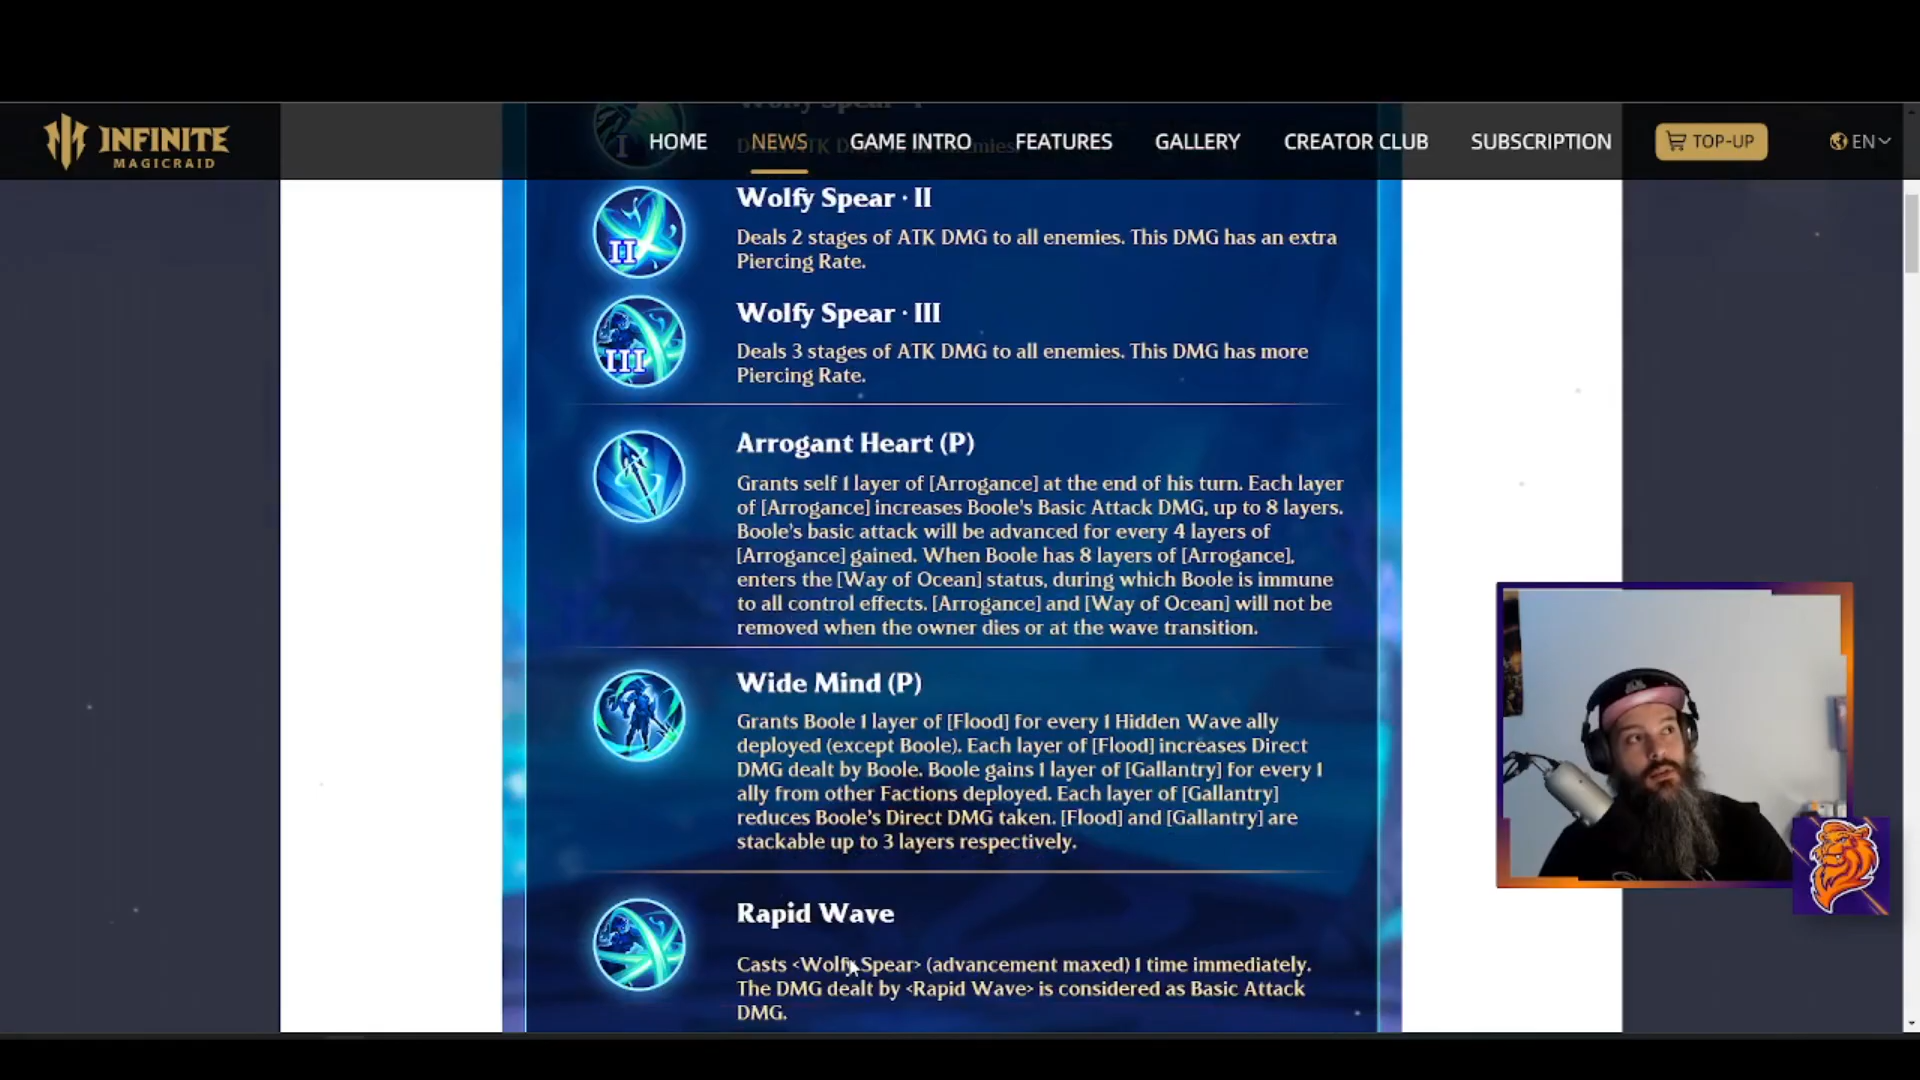 INFINITE
MAGICRAID
HOME NEWS GAME INTRO FEATURES GALLERY CREATOR CLUB SUBSCRIPTION TOP-UP EN
Wolfy Spear · II
II
Deals 2 stages of ATK DMG to all enemies. This DMG has an extra
Piercing Rate.
Wolfy Spear · III
III
Deals 3 stages of ATK DMG to all enemies. This DMG has more
Piercing Rate.
Arrogant Heart (P)
Grants self 1 layer of [Arrogance] at the end of his turn. Each layer
of [Arrogance] increases Boole's Basic Attack DMG, up to 8 layers.
Boole's basic attack will be advanced for every 4 layers of
[Arrogance] gained. When Boole has 8 layers of [Arrogance],
enters the [Way of Ocean] status, during which Boole is immune
to all control effects. [Arrogance] and [Way of Ocean] will not be
removed when the owner dies or at the wave transition.
Wide Mind (P)
Grants Boole 1 layer of [Flood] for every 1 Hidden Wave ally
deployed (except Boole). Each layer of [Flood] increases Direct
DMG dealt by Boole. Boole gains 1 layer of [Gallantry] for every 1
ally from other Factions deployed. Each layer of [Gallantry]
reduces Boole's Direct DMG taken. [Flood] and [Gallantry] are
stackable up to 3 layers respectively.
Rapid Wave
Casts <Wolfy Spear> (advancement maxed) 1 time immediately.
The DMG dealt by <Rapid Wave> is considered as Basic Attack
DMG.